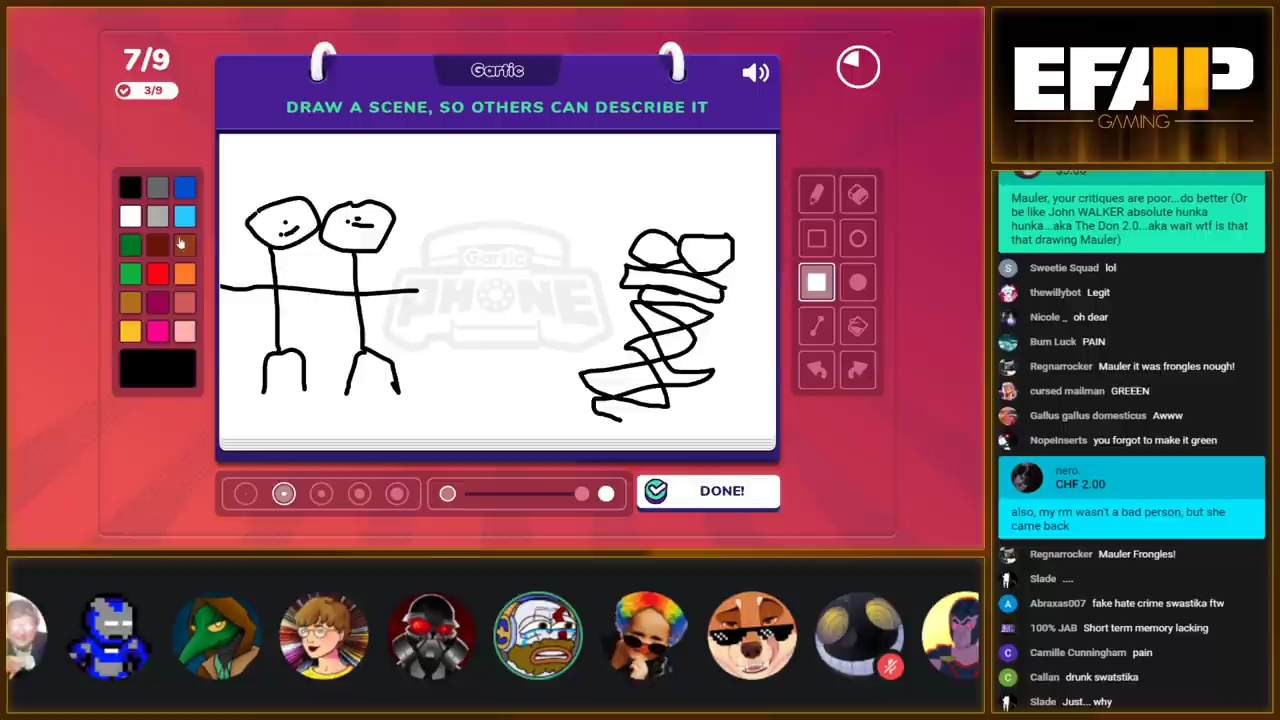 7/9
3/9
Gartic
DRAW A SCENE, SO OTHERS CAN DESCRIBE IT
Gartic
PHONE
DONE!
EFAP
GAMING
$5.00
Mauler, your critiques are poor...do better (Or
be like John WALKER absolute hunka
hunka...aka The Don 2.0...aka wait wtf is that
that drawing Mauler)
S Sweetie Squad lol
thewillybot Legit
Nicole _ oh dear
Bum Luck PAIN
Regnarrocker Mauler it was frongles nough!
cursed mailman GREEEN
Gallus gallus domesticus Awww
NopeInserts you forgot to make it green
nero.
CHF 2.00
also, my rm wasn't a bad person, but she
came back
Regnarrocker Mauler Frongles!
Slade ....
A Abraxas007 fake hate crime swastika ftw
100% JAB Short term memory lacking
C Camille Cunningham pain
C Callan drunk swatstika
Slade Just... why